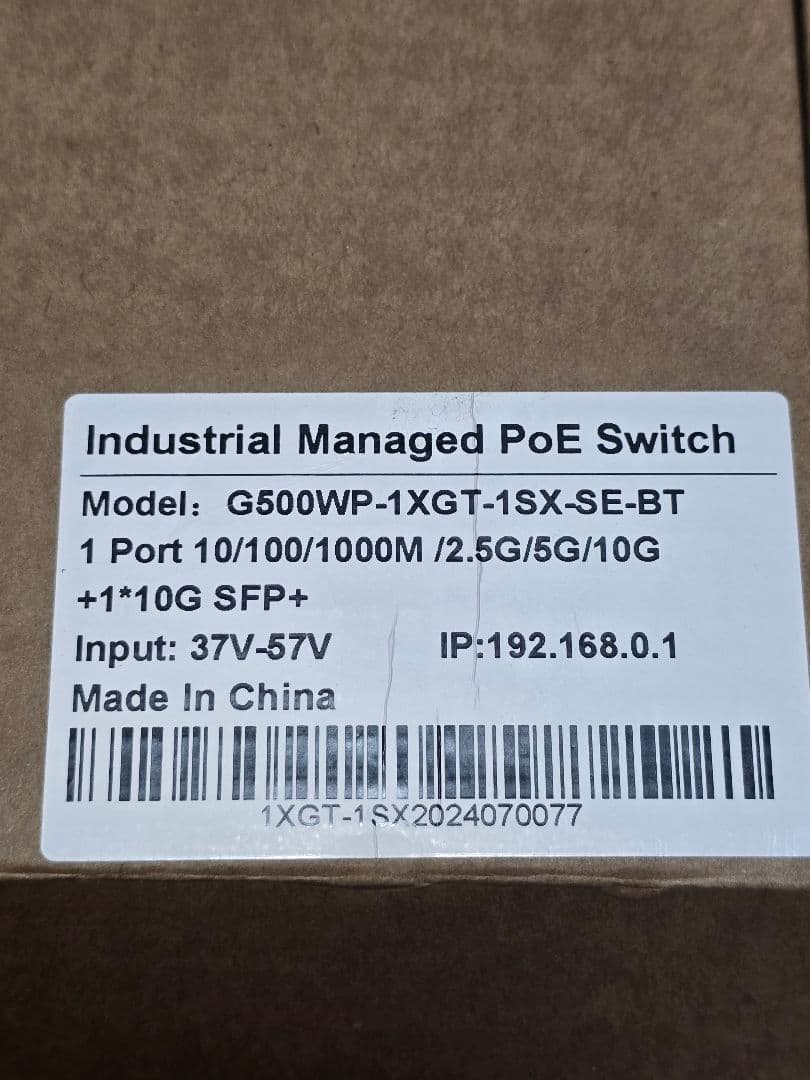 Industrial Managed PoE Switch
Model: G500WP-1XGT-1SX-SE-BT
1 Port 10/100/1000M /2.5G/5G/10G
+1*10G SFP+
Input: 37V-57V IP:192.168.0.1
Made In China
1XGT-1SX2024070077